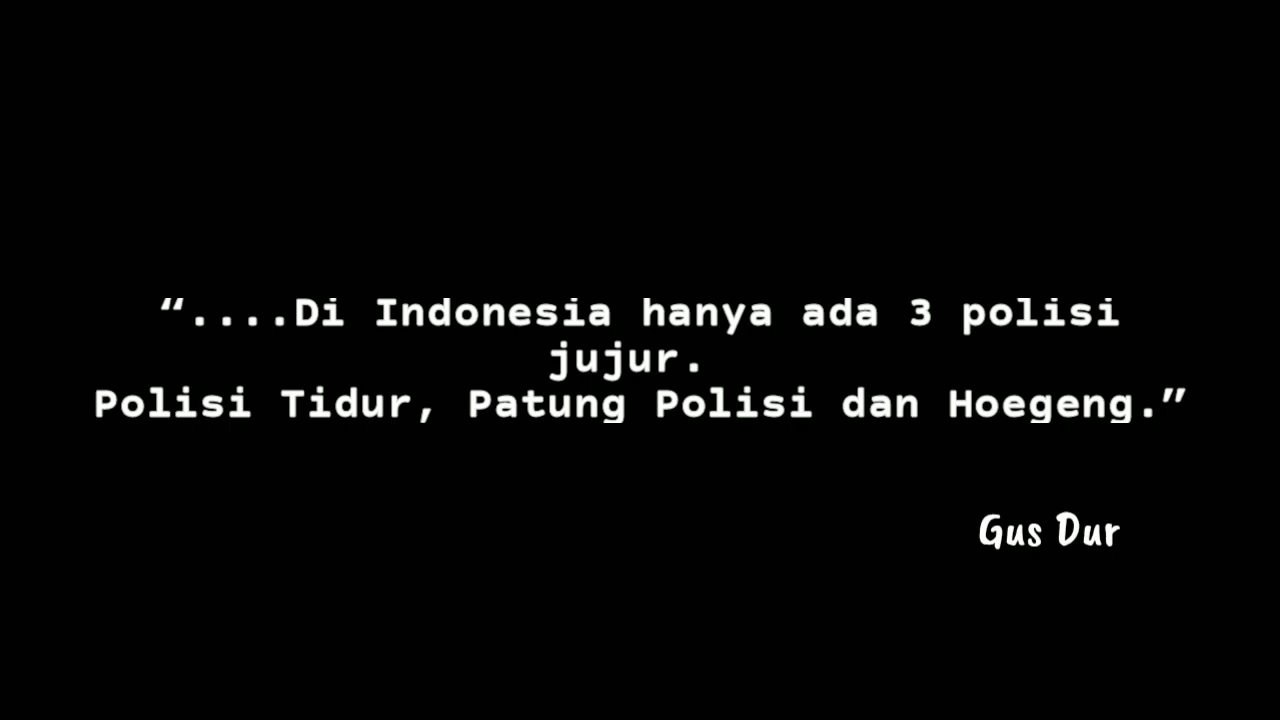 “....Di Indonesia hanya ada 3 polisi
jujur.
Polisi Tidur, Patung Polisi dan Hoegeng.”
Gus Dur